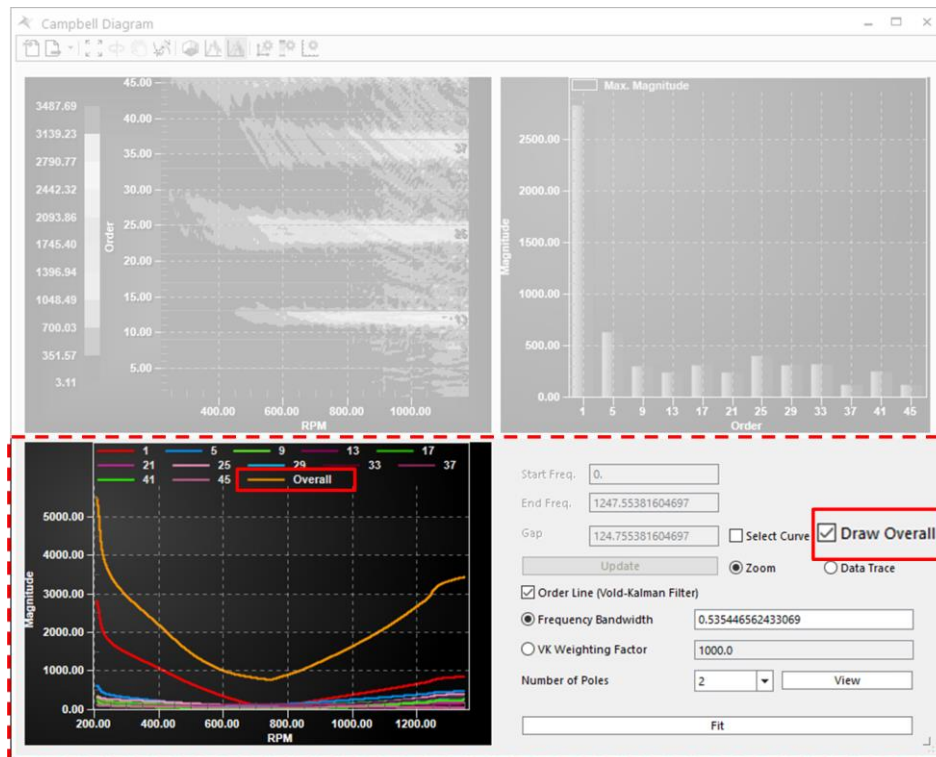 Campbell Diagram
3487.69
3139.23
2790.77
2442.32
2093.86
1745.40
1396.94
1048.49
700.03
351.57
3.11
Order
45.00
40.00
35.00
30.00
25.00
20.00
15.00
10.00
5.00
400.00 600.00 800.00 1000.00
RPM
Max. Magnitude
Magnitude
2500.00
2000.00
1500.00
1000.00
500.00
0.00
1 5 9 13 17 21 25 29 33 37 41 45
Order
1 5 9 13 17
21 25 29 33 37
41 45 Overall
Magnitude
5000.00
4000.00
3000.00
2000.00
1000.00
0.00
200.00 400.00 600.00 800.00 1000.00 1200.00
RPM
Start Freq. 0.
End Freq. 1247.55381604697
Gap 124.755381604697 Select Curve Draw Overall
Update Zoom Data Trace
Order Line (Vold-Kalman Filter)
Frequency Bandwidth 0.535446562433069
VK Weighting Factor 1000.0
Number of Poles 2 View
Fit